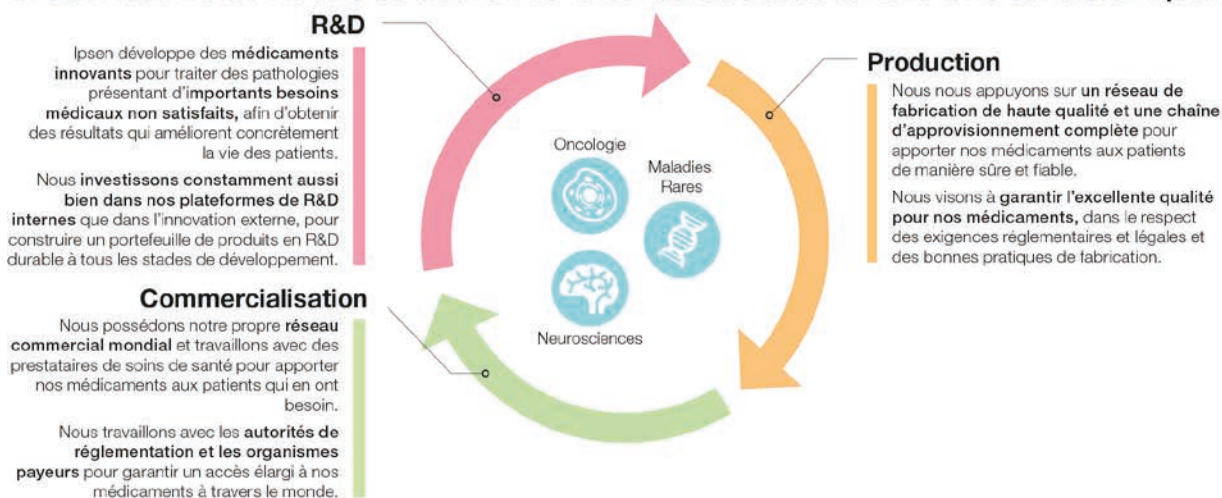 R&D
Ipsen développe des médicaments
innovants pour traiter des pathologies
présentant d'importants besoins
médicaux non satisfaits, afin d'obtenir
des résultats qui améliorent concrètement
la vie des patients.
Nous investissons constamment aussi
bien dans nos plateformes de R&D
internes que dans l'innovation externe, pour
construire un portefeuille de produits en R&D
durable à tous les stades de développement.
Oncologie
Maladies
Rares
Neurosciences
Production
Nous nous appuyons sur un réseau de
fabrication de haute qualité et une chaîne
d'approvisionnement complète pour
apporter nos médicaments aux patients
de manière sûre et fiable.
Nous visons à garantir l'excellente qualité
pour nos médicaments, dans le respect
des exigences réglementaires et légales et
des bonnes pratiques de fabrication.
Commercialisation
Nous possédons notre propre réseau
commercial mondial et travaillons avec des
prestataires de soins de santé pour apporter
nos médicaments aux patients qui en ont
besoin.
Nous travaillons avec les autorités de
réglementation et les organismes
payeurs pour garantir un accès élargi à nos
médicaments à travers le monde.